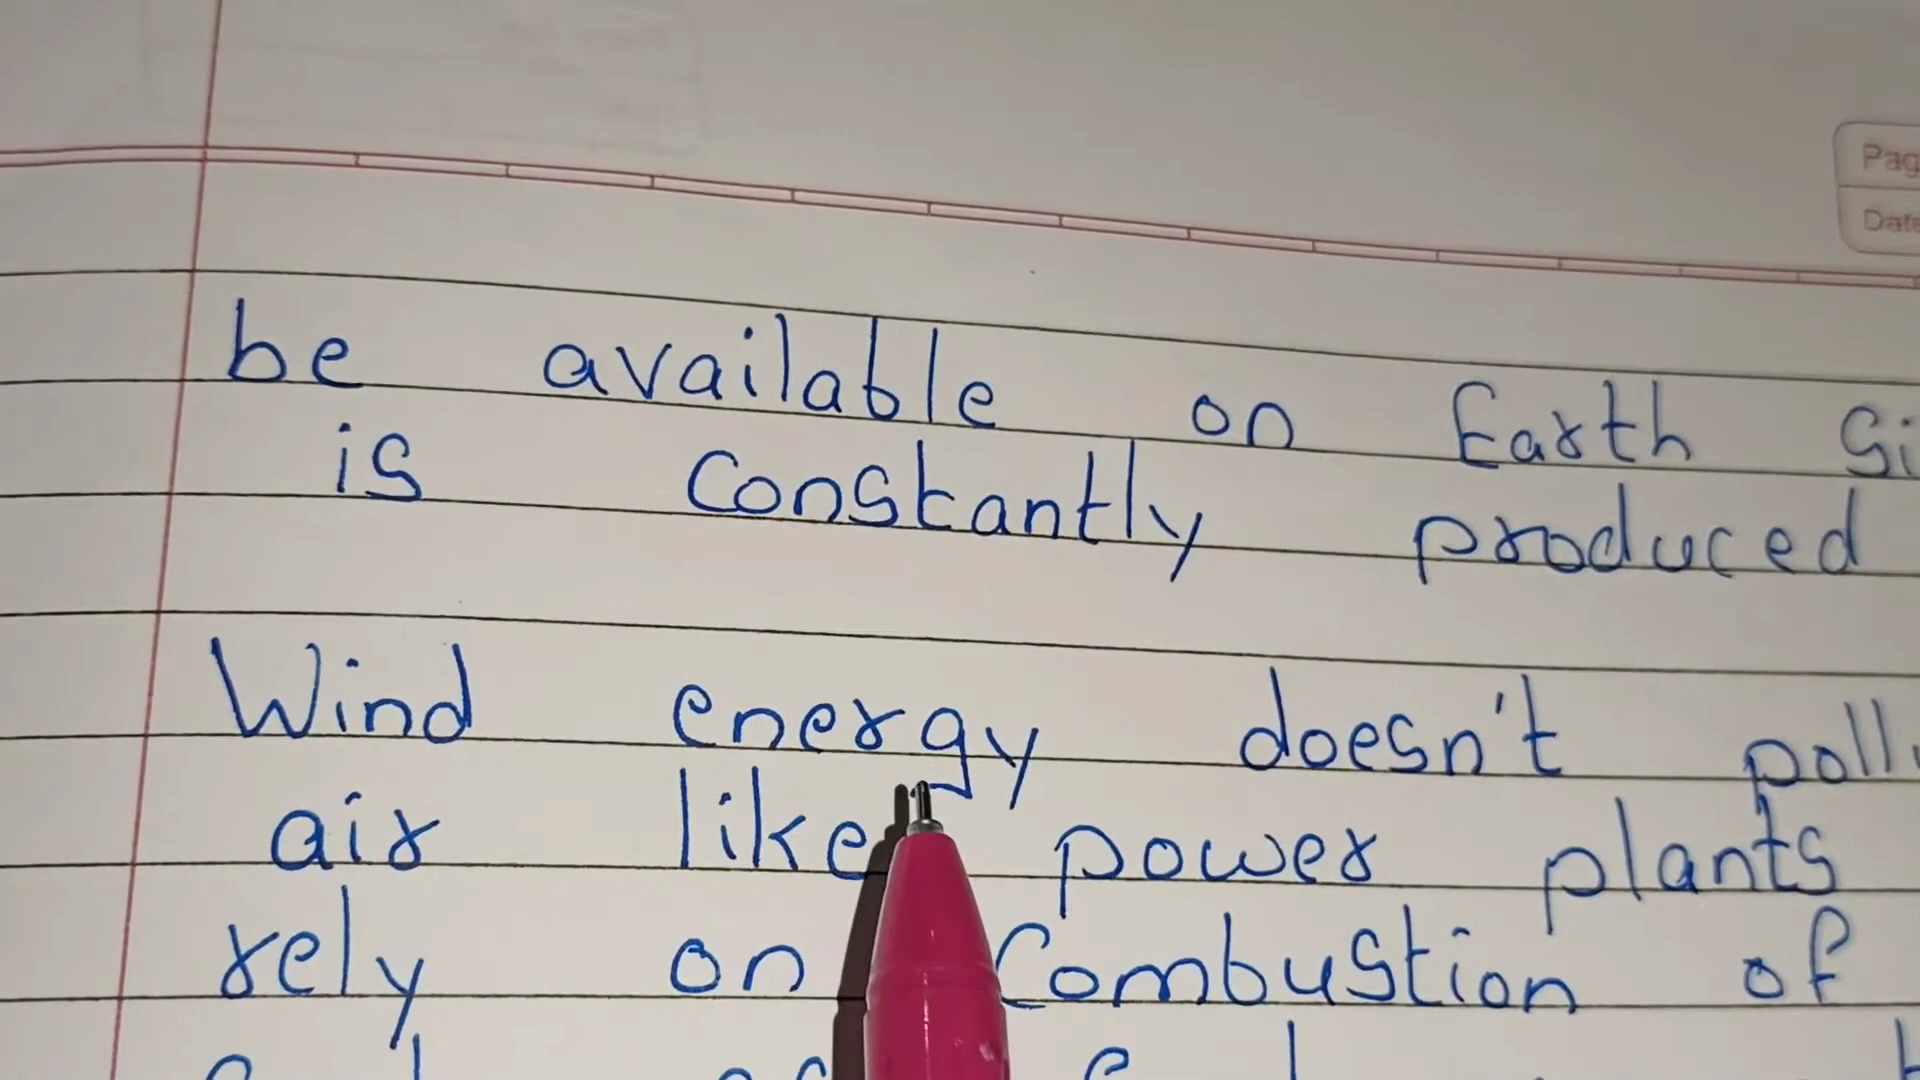 be available on Earth
is constantly produced
Wind energy doesn't
air like power plants
rely on Combustion of